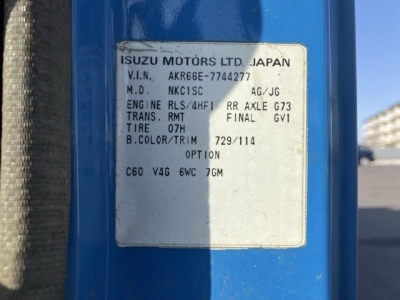 ISUZU MOTORS LTD. JAPAN
V.I.N. AKR66E-7744277
M.D. NKC1SC AG/JG
ENGINE RLS/4HF1 RR AXLE G73
TRANS. RMT FINAL GV1
TIRE 07H
B.COLOR/TRIM 729/114
OPTION
C60 V4G 6WC 7GM